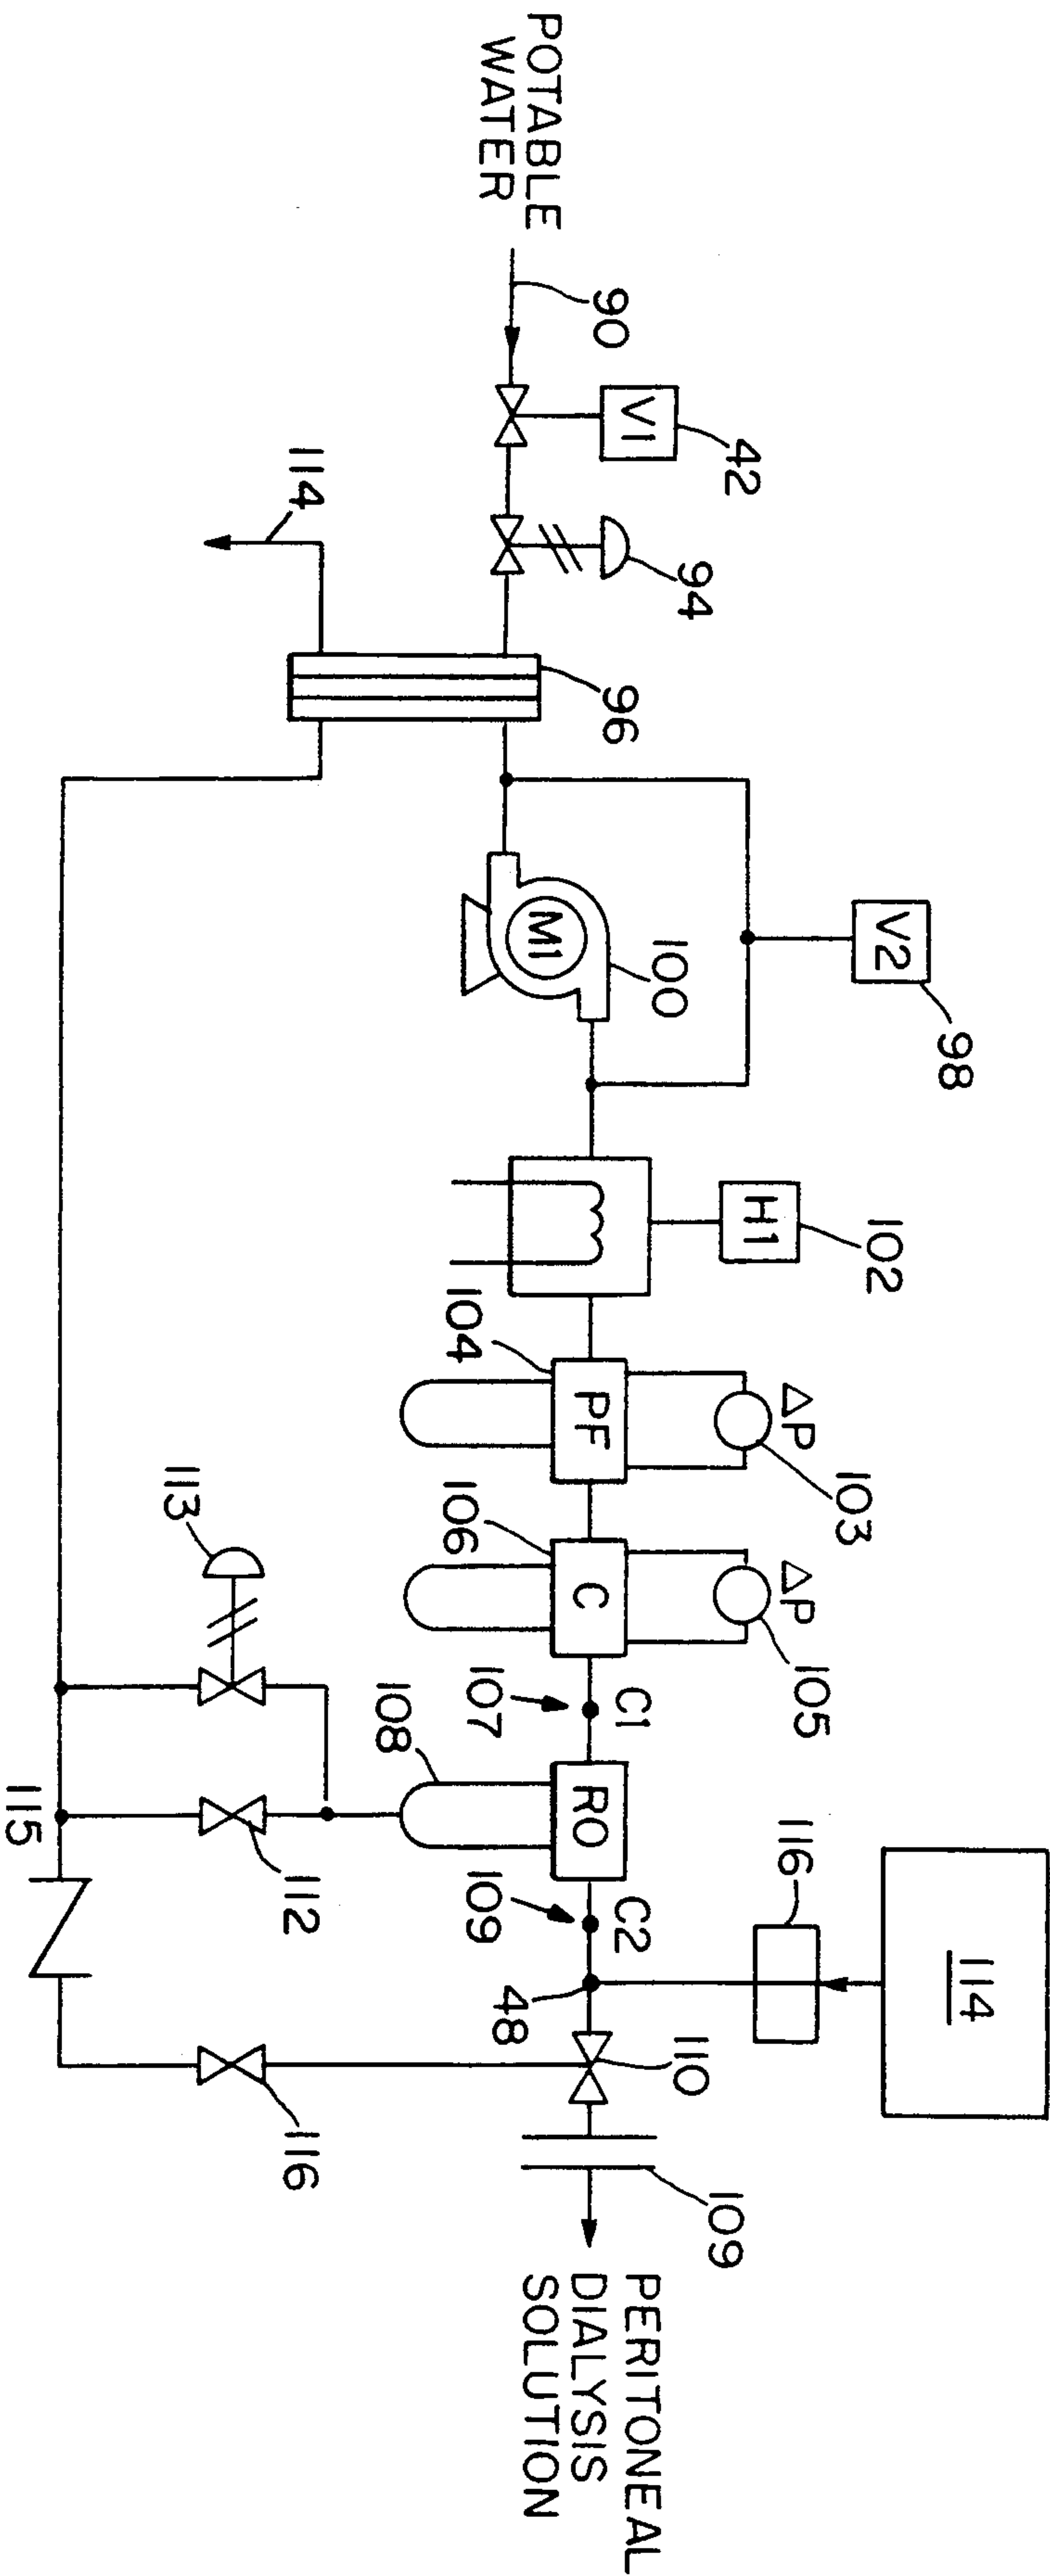 POTABLE
WATER
90
V1
42
94
114
96
V2
98
M1
100
H1
102
104
PF
ΔP
103
106
C
ΔP
105
113
C1
107
108
RO
112
115
C2
109
48
116
114
110
116
109
PERITONEAL
DIALYSIS
SOLUTION